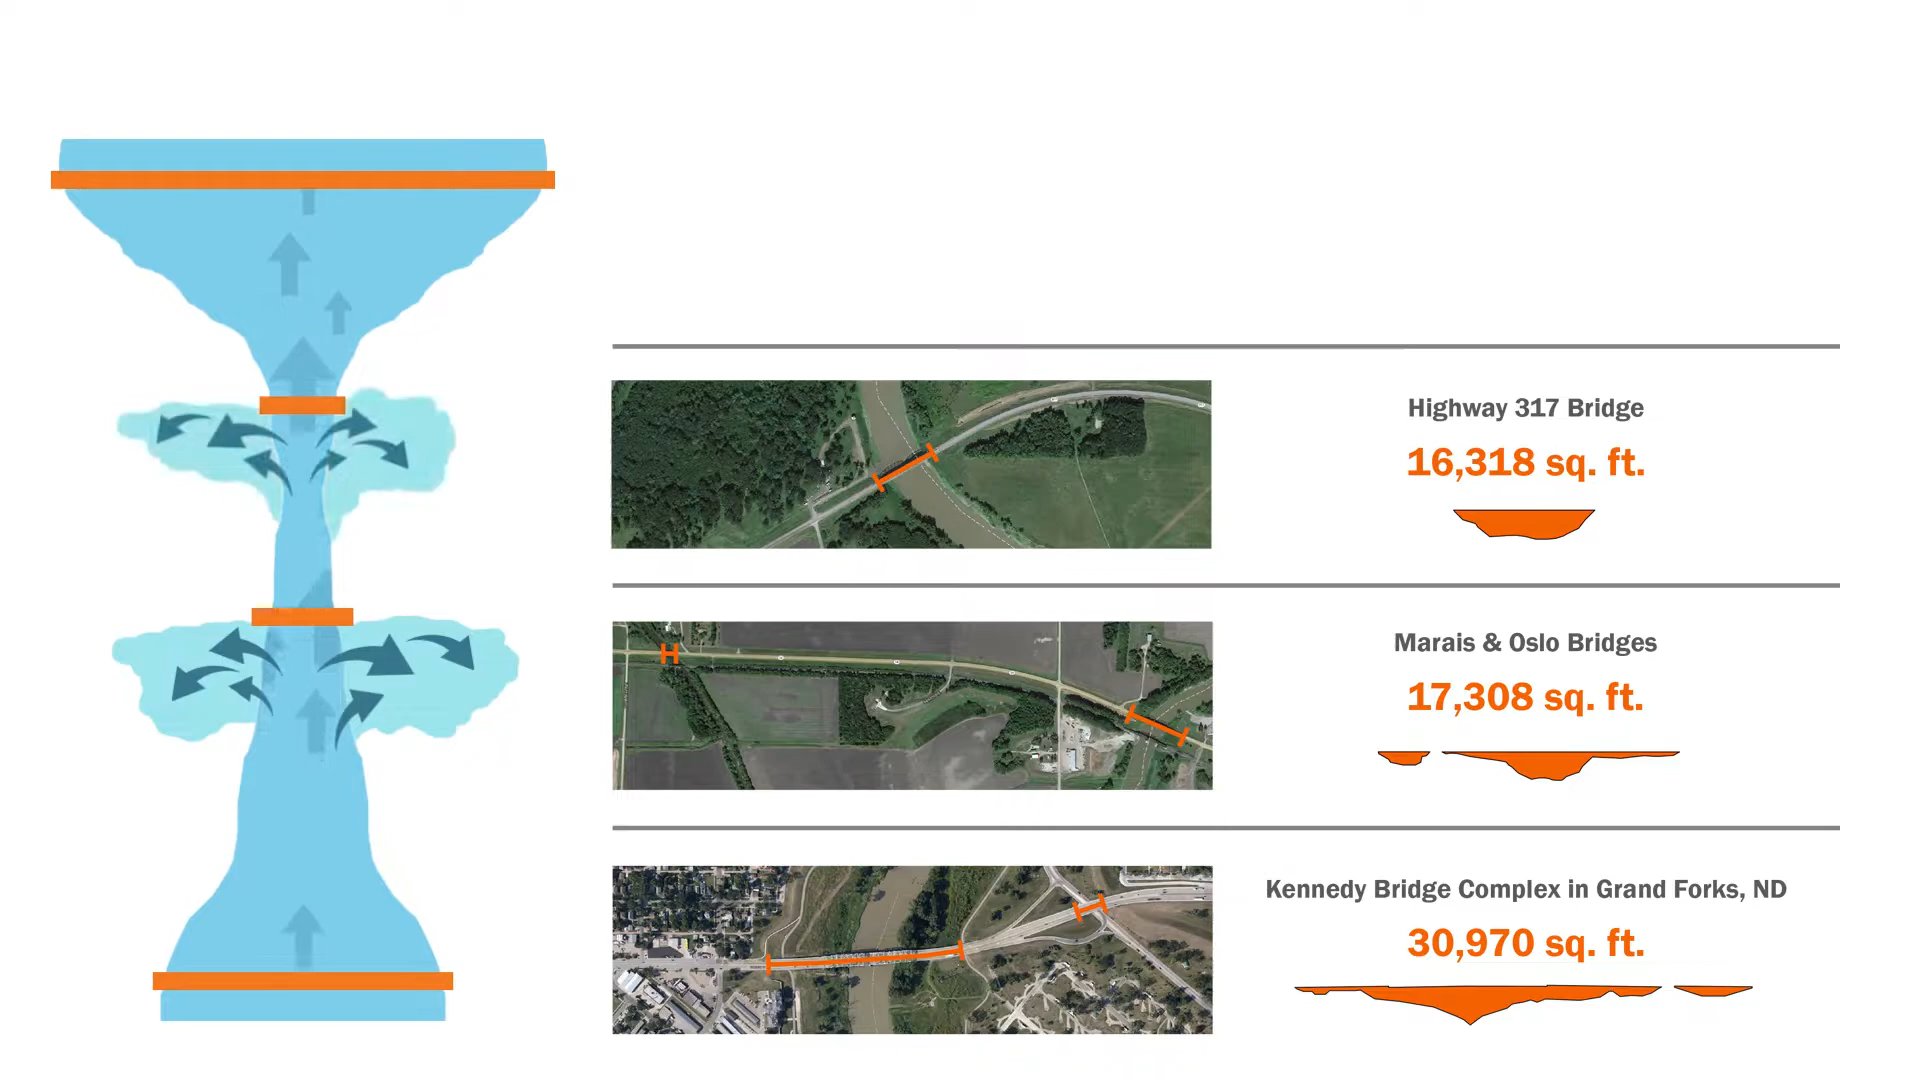 Highway 317 Bridge
16,318 sq. ft.
Marais & Oslo Bridges
17,308 sq. ft.
Kennedy Bridge Complex in Grand Forks, ND
30,970 sq. ft.